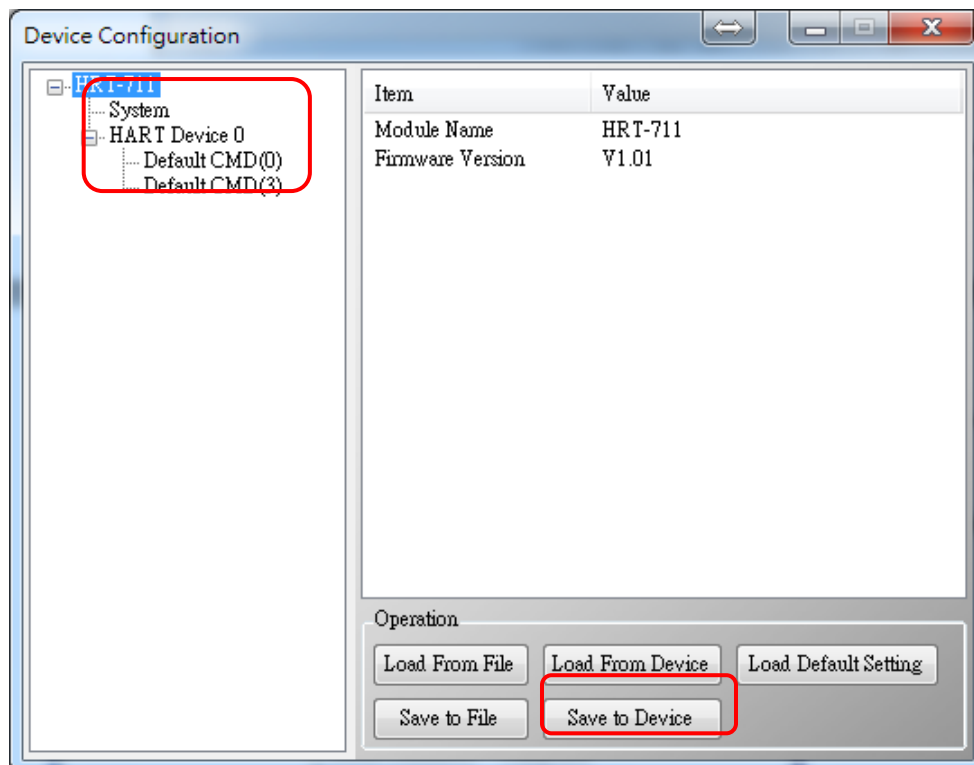 Device Configuration
HRT-711
System
HART Device 0
Default CMD(0)
Default CMD(3)
Item Value
Module Name HRT-711
Firmware Version V1.01
Operation
Load From File Load From Device Load Default Setting
Save to File Save to Device